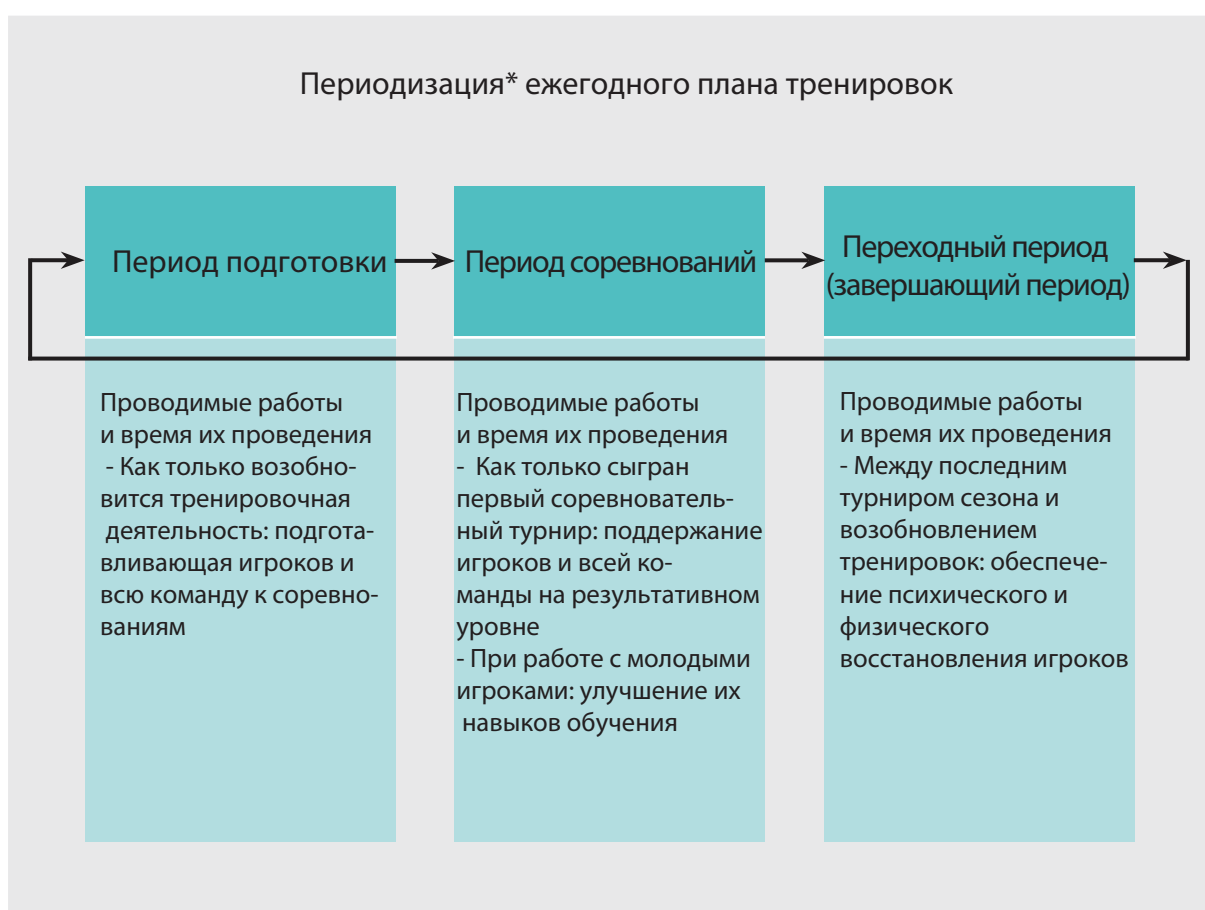 Периодизация* ежегодного плана тренировок
Период подготовки
Период соревнований
Переходный период
(завершающий период)
Проводимые работы
и время их проведения
- Как только возобно-
вится тренировочная
деятельность: подгота-
вливающая игроков и
всю команду к соревно-
ваниям
Проводимые работы
и время их проведения
- Как только сыгран
первый соревнователь-
ный турнир: поддержание
игроков и всей ко-
манды на результативном
уровне
- При работе с молодыми
игроками: улучшение их
навыков обучения
Проводимые работы
и время их проведения
- Между последним
турниром сезона и
возобновлением
тренировок: обеспече-
ние психического и
физического
восстановления игроков